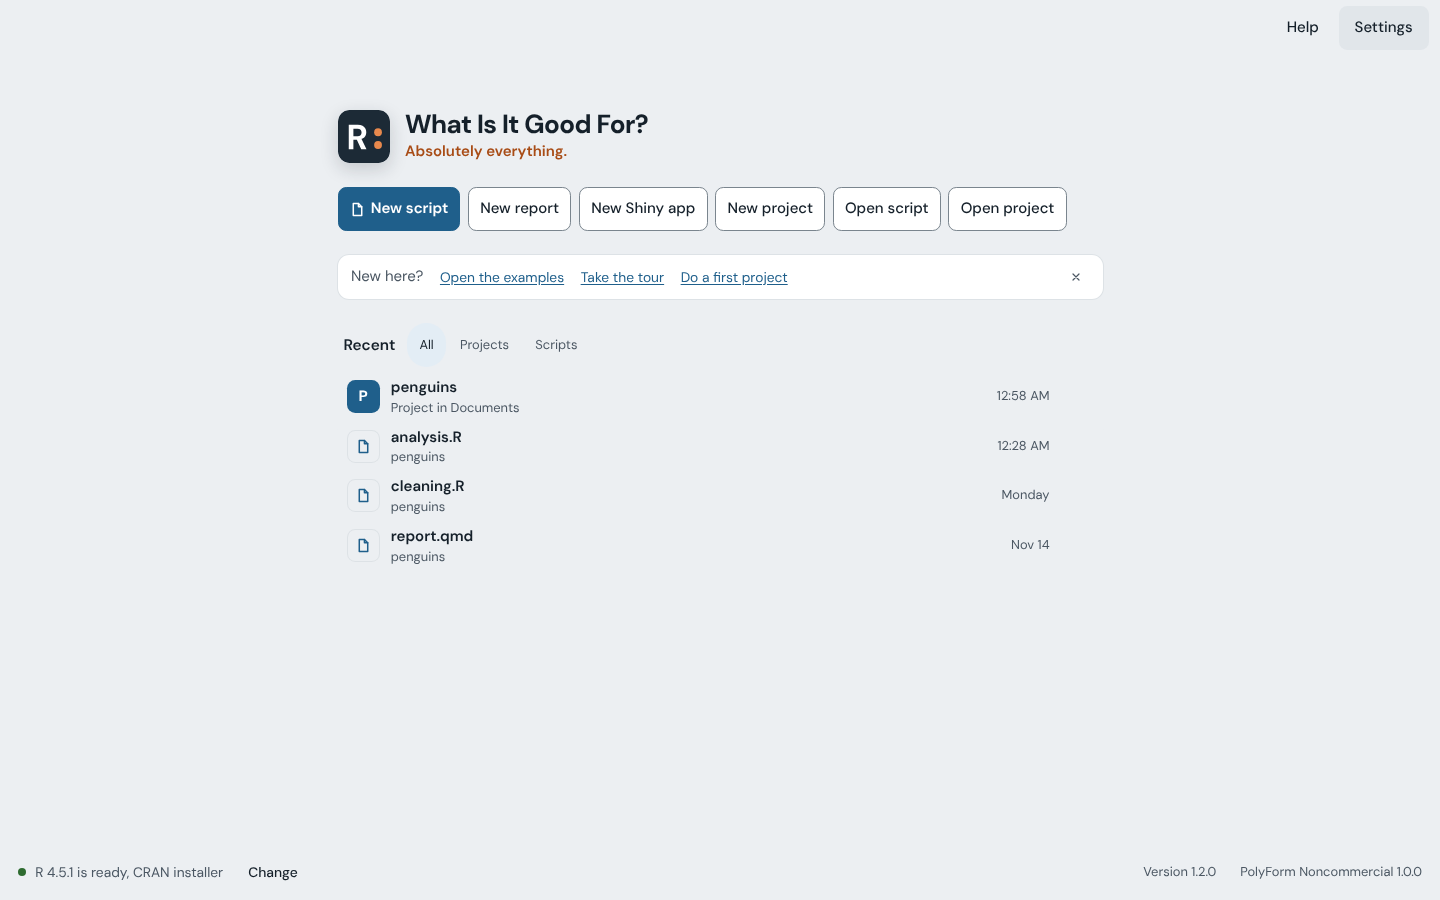 Help Settings
R:
What Is It Good For?
Absolutely everything.
New script New report New Shiny app New project Open script Open project
New here? Open the examples Take the tour Do a first project ×
Recent All Projects Scripts
P
penguins
Project in Documents
12:58 AM
analysis.R
penguins
12:28 AM
cleaning.R
penguins
Monday
report.qmd
penguins
Nov 14
R 4.5.1 is ready, CRAN installer Change Version 1.2.0 PolyForm Noncommercial 1.0.0